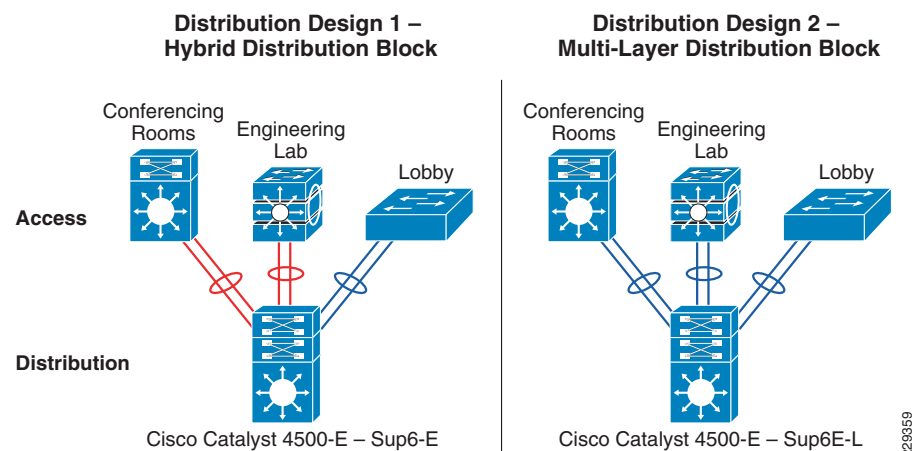 Distribution Design 1 –
Hybrid Distribution Block
Distribution Design 2 –
Multi-Layer Distribution Block
Conferencing
Rooms
Engineering
Lab
Lobby
Conferencing
Rooms
Engineering
Lab
Lobby
Access
Distribution
Cisco Catalyst 4500-E – Sup6-E
Cisco Catalyst 4500-E – Sup6E-L
229359